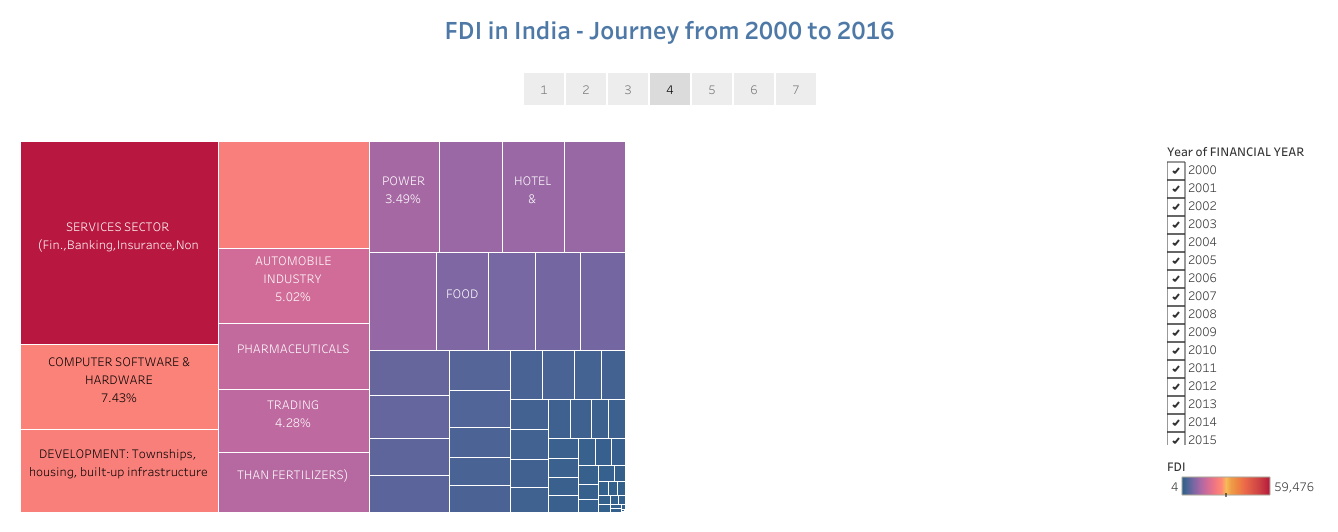 FDI in India - Journey from 2000 to 2016
1 2 3 4 5 6 7
SERVICES SECTOR
(Fin.,Banking,Insurance,Non
COMPUTER SOFTWARE &
HARDWARE
7.43%
DEVELOPMENT: Townships,
housing, built-up infrastructure
AUTOMOBILE
INDUSTRY
5.02%
PHARMACEUTICALS
TRADING
4.28%
THAN FERTILIZERS)
POWER
3.49%
HOTEL
&
FOOD
Year of FINANCIAL YEAR
2000
2001
2002
2003
2004
2005
2006
2007
2008
2009
2010
2011
2012
2013
2014
2015
FDI
4 59,476